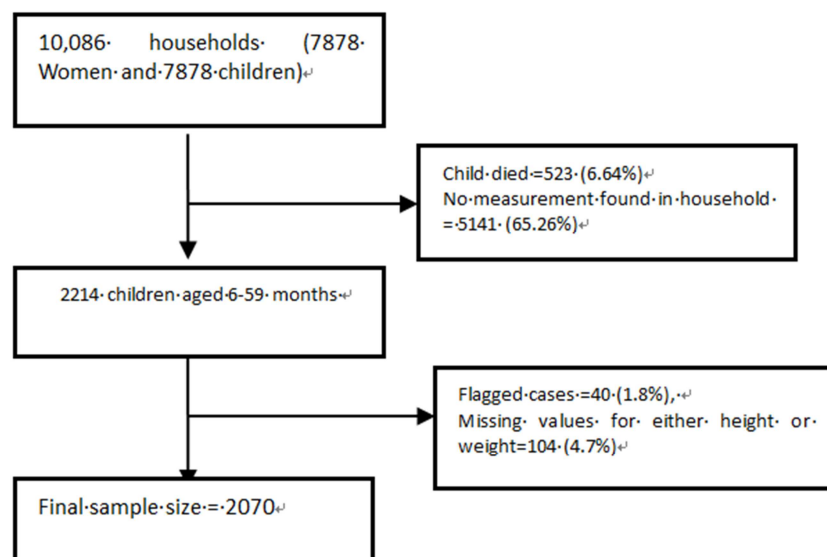 10,086· households· (7878·
Women·and·7878·children)↵
Child·died·=523·(6.64%)↵
No·measurement·found·in·household·
=·5141·(65.26%)↵
2214·children·aged·6-59·months·↵
Flagged·cases·=40·(1.8%),·↵
Missing· values· for· either· height· or·
weight=104·(4.7%)↵
Final·sample·size·=·2070↵